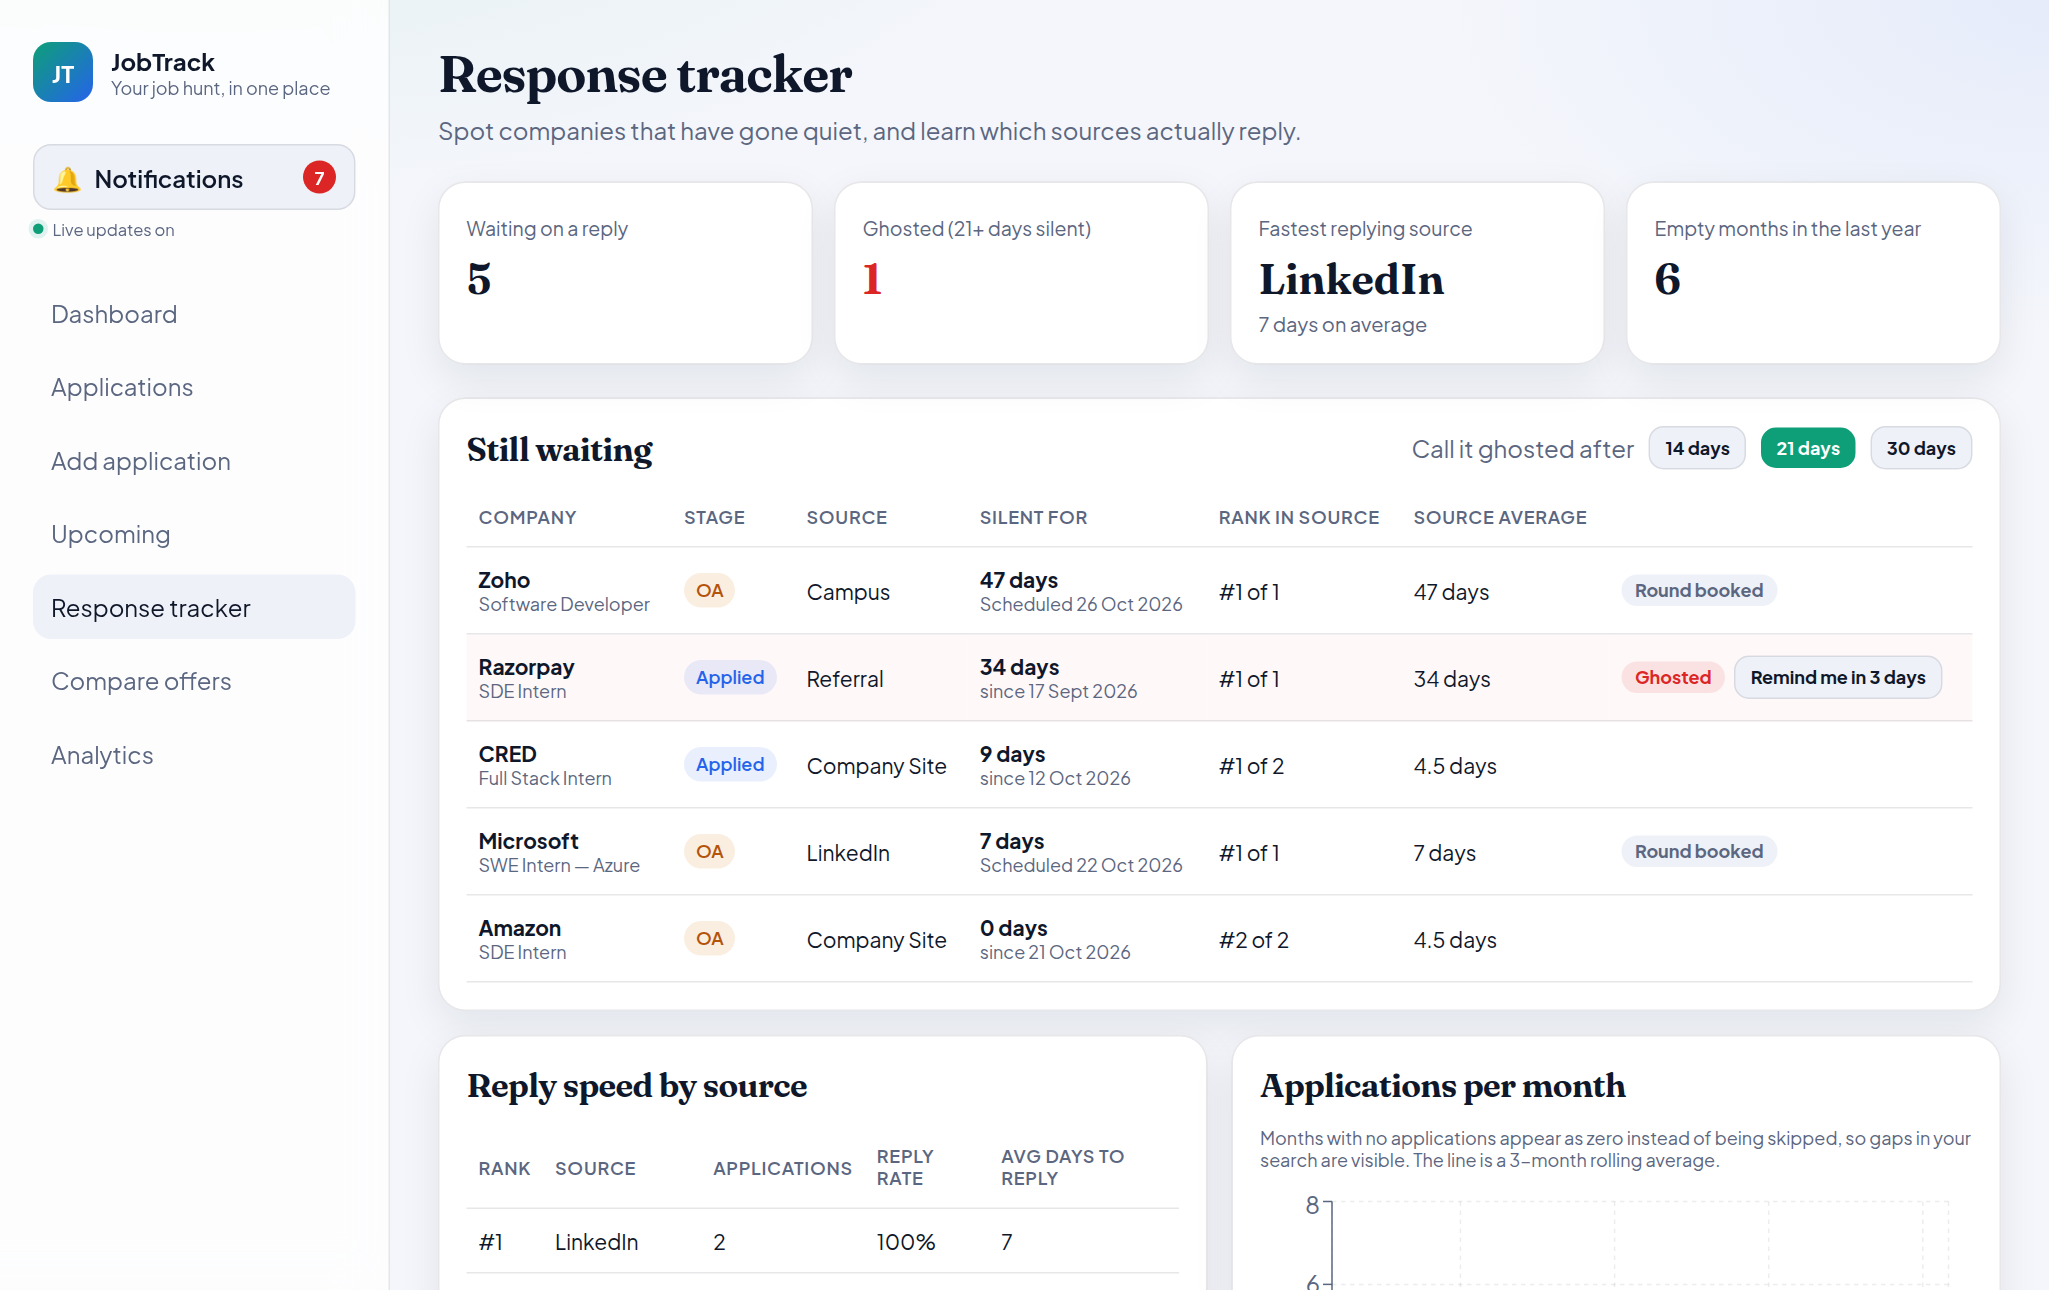 JT
JobTrack
Your job hunt, in one place
🔔 Notifications 7
Live updates on
Dashboard
Applications
Add application
Upcoming
Response tracker
Compare offers
Analytics
Response tracker
Spot companies that have gone quiet, and learn which sources actually reply.
Waiting on a reply
5
Ghosted (21+ days silent)
1
Fastest replying source
LinkedIn
7 days on average
Empty months in the last year
6
Still waiting
Call it ghosted after 14 days 21 days 30 days
COMPANY STAGE SOURCE SILENT FOR RANK IN SOURCE SOURCE AVERAGE
Zoho
Software Developer
OA
Campus
47 days
Scheduled 26 Oct 2026
#1 of 1
47 days
Round booked
Razorpay
SDE Intern
Applied
Referral
34 days
since 17 Sept 2026
#1 of 1
34 days
Ghosted
Remind me in 3 days
CRED
Full Stack Intern
Applied
Company Site
9 days
since 12 Oct 2026
#1 of 2
4.5 days
Microsoft
SWE Intern — Azure
OA
LinkedIn
7 days
Scheduled 22 Oct 2026
#1 of 1
7 days
Round booked
Amazon
SDE Intern
OA
Company Site
0 days
since 21 Oct 2026
#2 of 2
4.5 days
Reply speed by source
RANK SOURCE APPLICATIONS REPLY RATE AVG DAYS TO REPLY
#1 LinkedIn 2 100% 7
Applications per month
Months with no applications appear as zero instead of being skipped, so gaps in your
search are visible. The line is a 3-month rolling average.
8
6